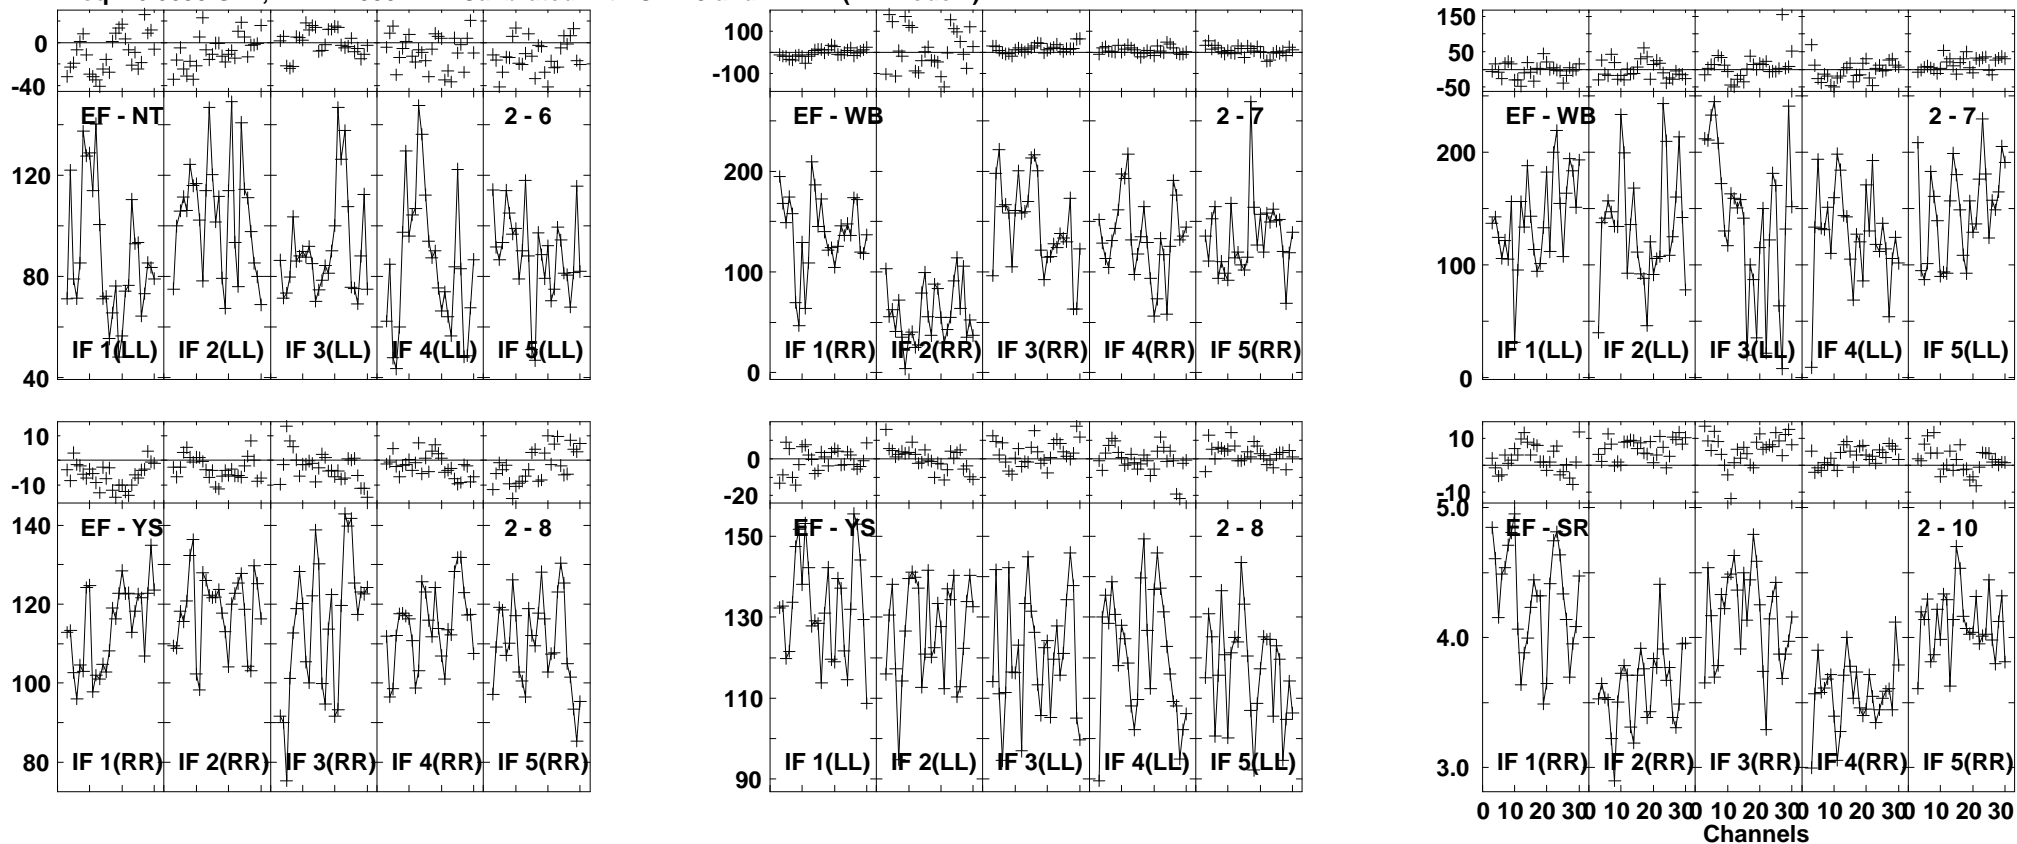 0
-40
EF - NT
2 - 6
120
80
40
IF 1(LL) IF 2(LL) IF 3(LL) IF 4(LL) IF 5(LL)
100
-100
EF - WB
2 - 7
200
100
0
IF 1(RR) IF 2(RR) IF 3(RR) IF 4(RR) IF 5(RR)
150
50
-50
EF - WB
2 - 7
200
100
0
IF 1(LL) IF 2(LL) IF 3(LL) IF 4(LL) IF 5(LL)
10
0
-10
EF - YS
2 - 8
140
120
100
80
IF 1(RR) IF 2(RR) IF 3(RR) IF 4(RR) IF 5(RR)
0
-20
EF - YS
2 - 8
150
130
110
90
IF 1(LL) IF 2(LL) IF 3(LL) IF 4(LL) IF 5(LL)
10
-10
5.0
EF - SR
2 - 10
4.0
3.0
IF 1(RR) IF 2(RR) IF 3(RR) IF 4(RR) IF 5(RR)
0 10 20 30 0 10 20 30 0 10 20 30 0 10 20 30 0 10 20 30
Channels